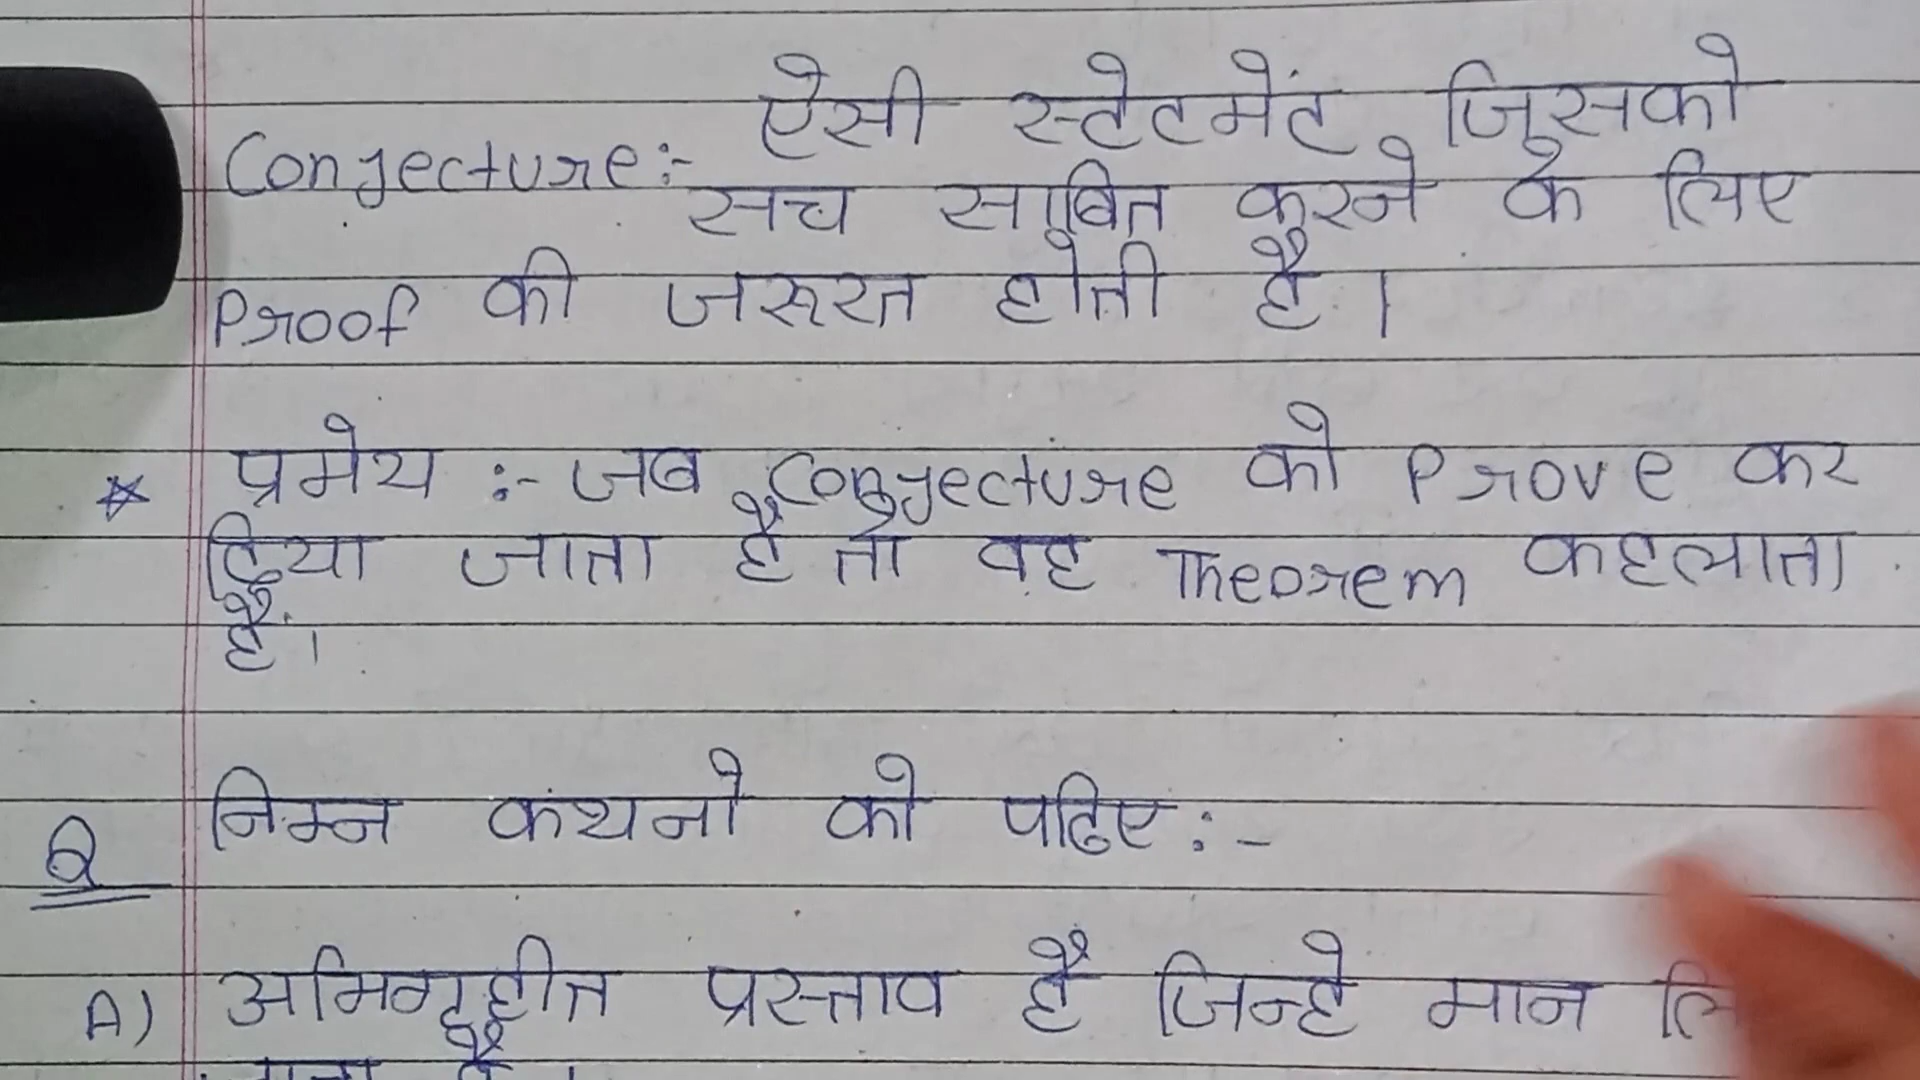 ऐसी स्टेटमेंट जिसको
Conjecture:- सच साबित करने के लिए
Proof की जरूरत होती है।
* प्रमेय :- जब Conjecture को Prove कर
दिया जाता है तो वह Theorem कहलाता
है।
Q निम्न कथनो को पढिए:-
A) अभिगृहीत प्रस्ताव है जिन्हे मान
जाता है।